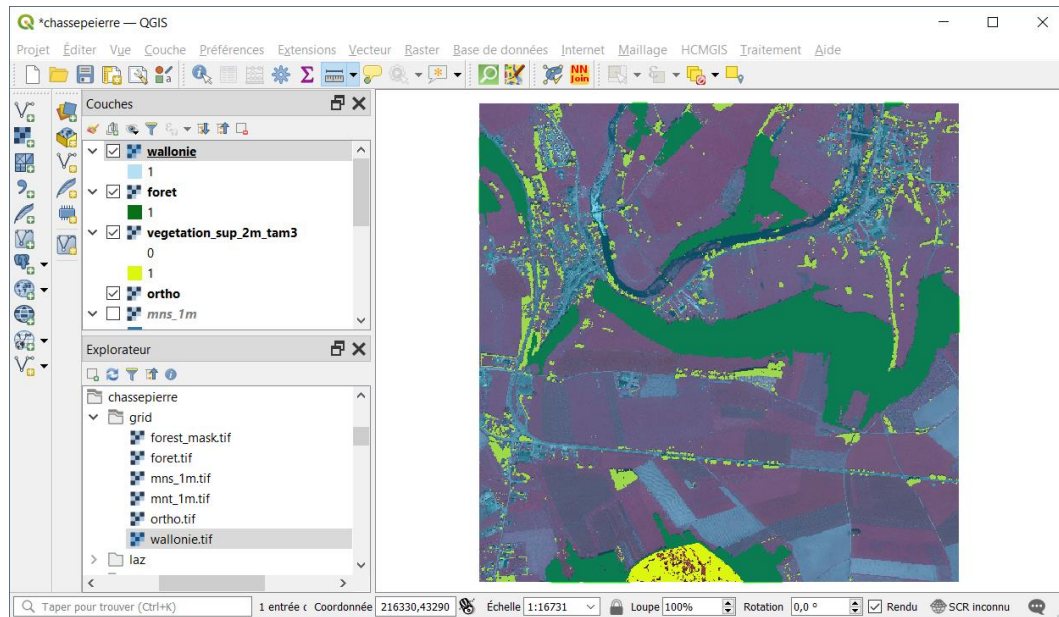 *chassepeierre — QGIS
Projet Éditer Vue Couche Préférences Extensions Vecteur Raster Base de données Internet Maillage HCMGIS Traitement Aide
NN
join
Couches
wallonie
1
foret
1
vegetation_sup_2m_tam3
0
1
ortho
mns_1m
Explorateur
chassepierre
grid
forest_mask.tif
foret.tif
mns_1m.tif
mnt_1m.tif
ortho.tif
wallonie.tif
laz
Taper pour trouver (Ctrl+K) 1 entrée c Coordonnée 216330,43290 Échelle 1:16731 Loupe 100% Rotation 0,0 ° Rendu SCR inconnu